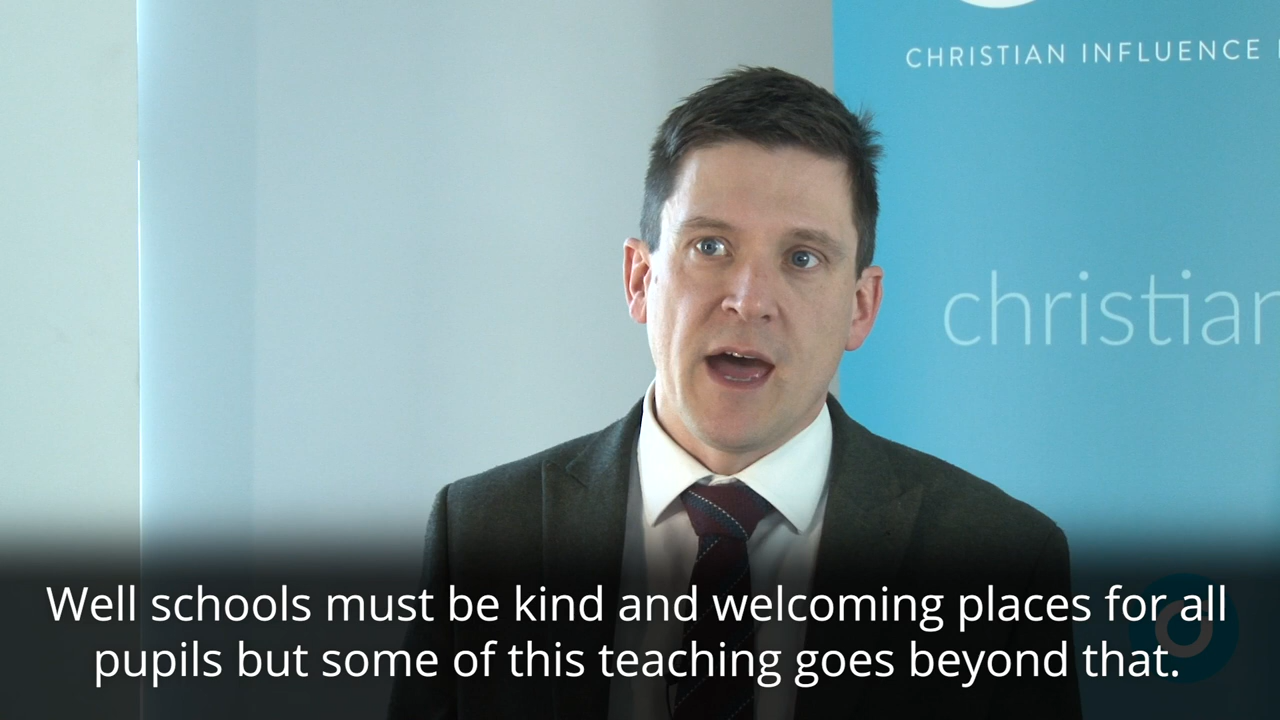 CHRISTIAN INFLUENCE
christian
Well schools must be kind and welcoming places for all
pupils but some of this teaching goes beyond that.